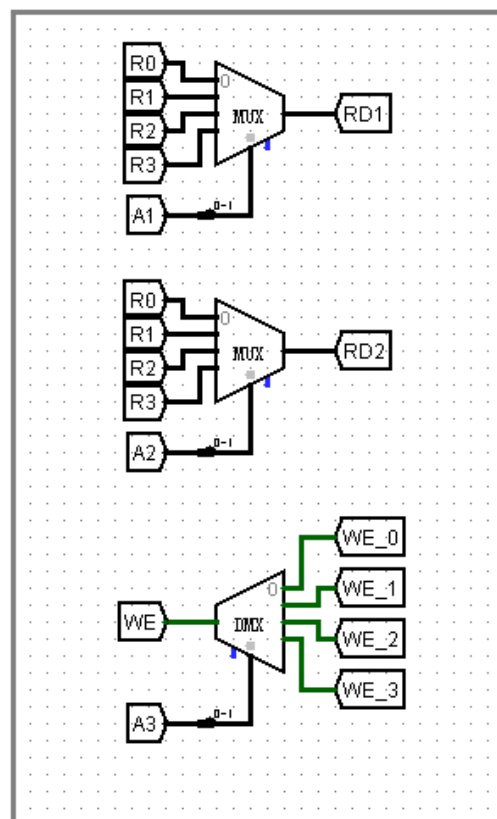 R0
0
R1
MUX
RD1
R2
R3
A1
0-1
R0
0
R1
MUX
RD2
R2
R3
A2
0-1
WE_0
0
WE_1
WE
DMX
WE_2
WE_3
A3
0-1